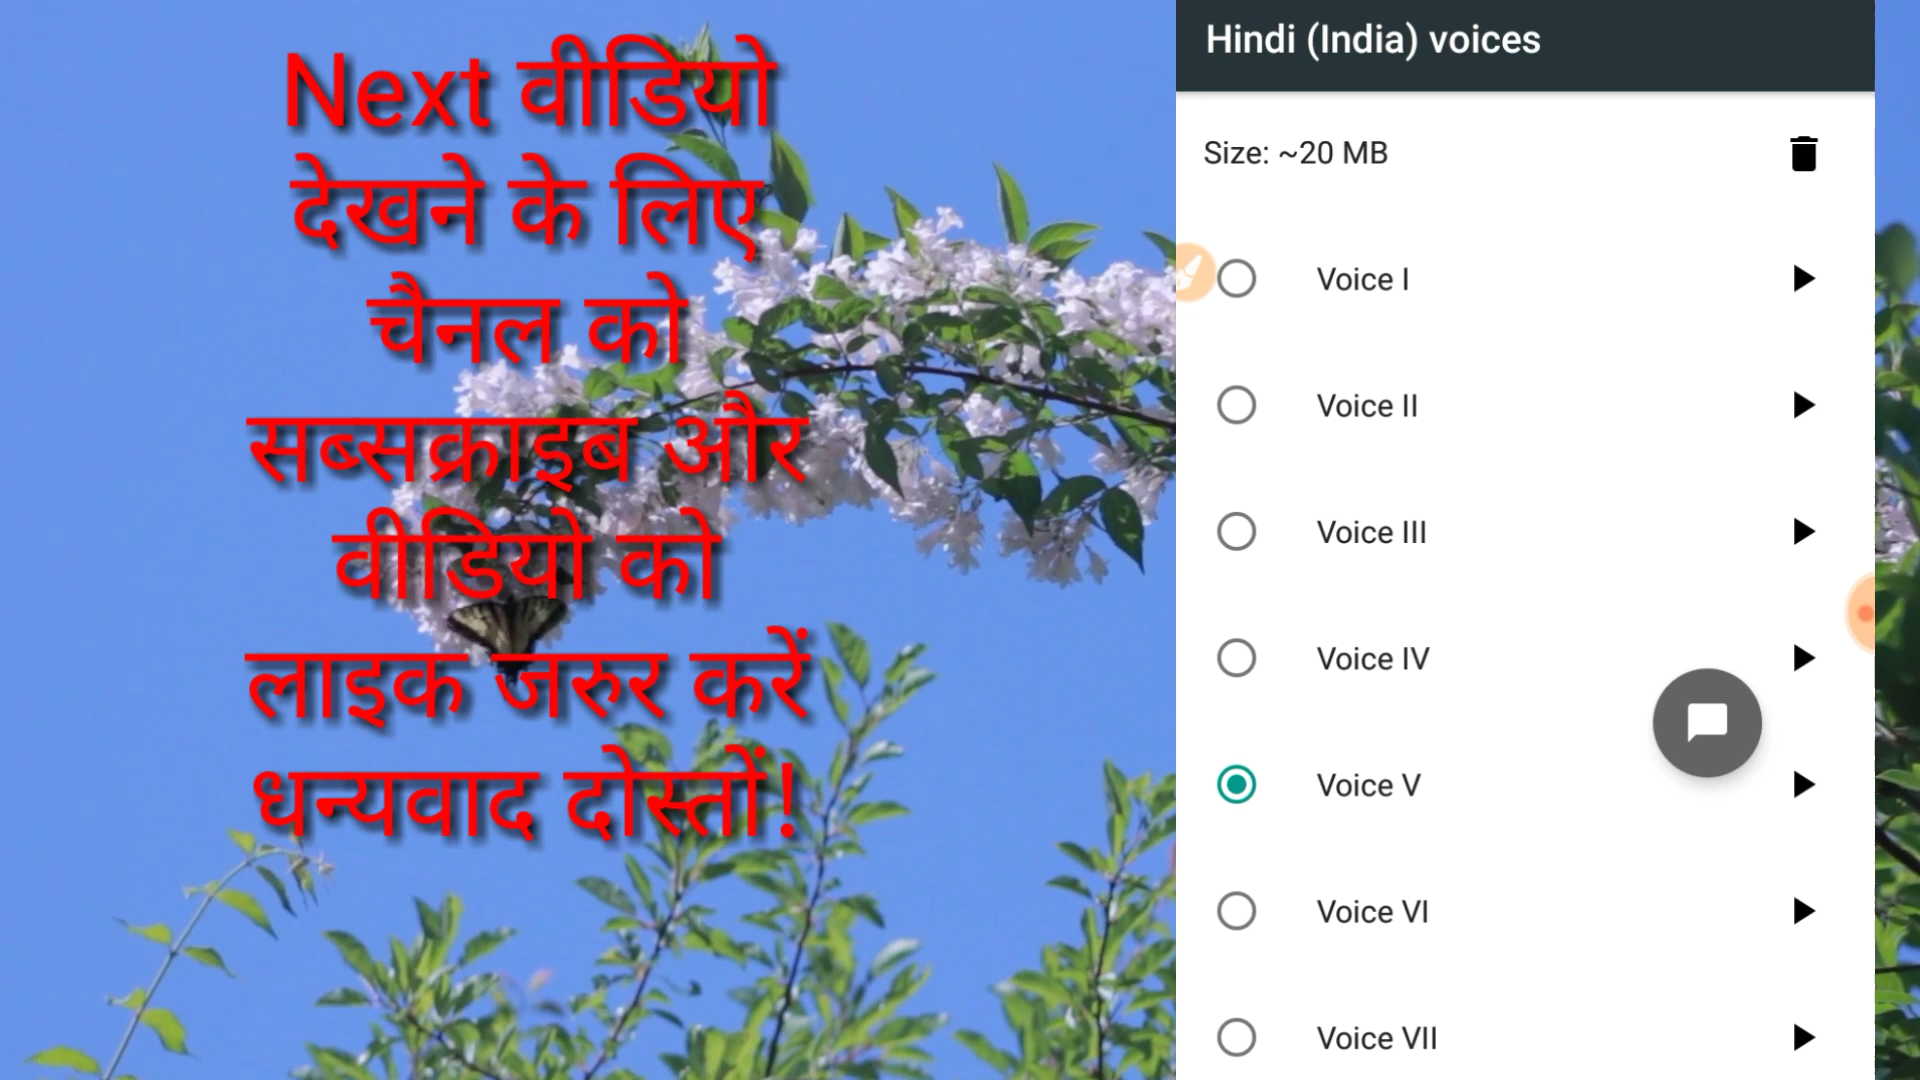 Next वीडियो
देखने के लिए
चैनल को
सब्सक्राइब और
वीडियो को
लाइक जरुर करें
धन्यवाद दोस्तों!
Hindi (India) voices
Size: ~20 MB
Voice I
Voice II
Voice III
Voice IV
Voice V
Voice VI
Voice VII